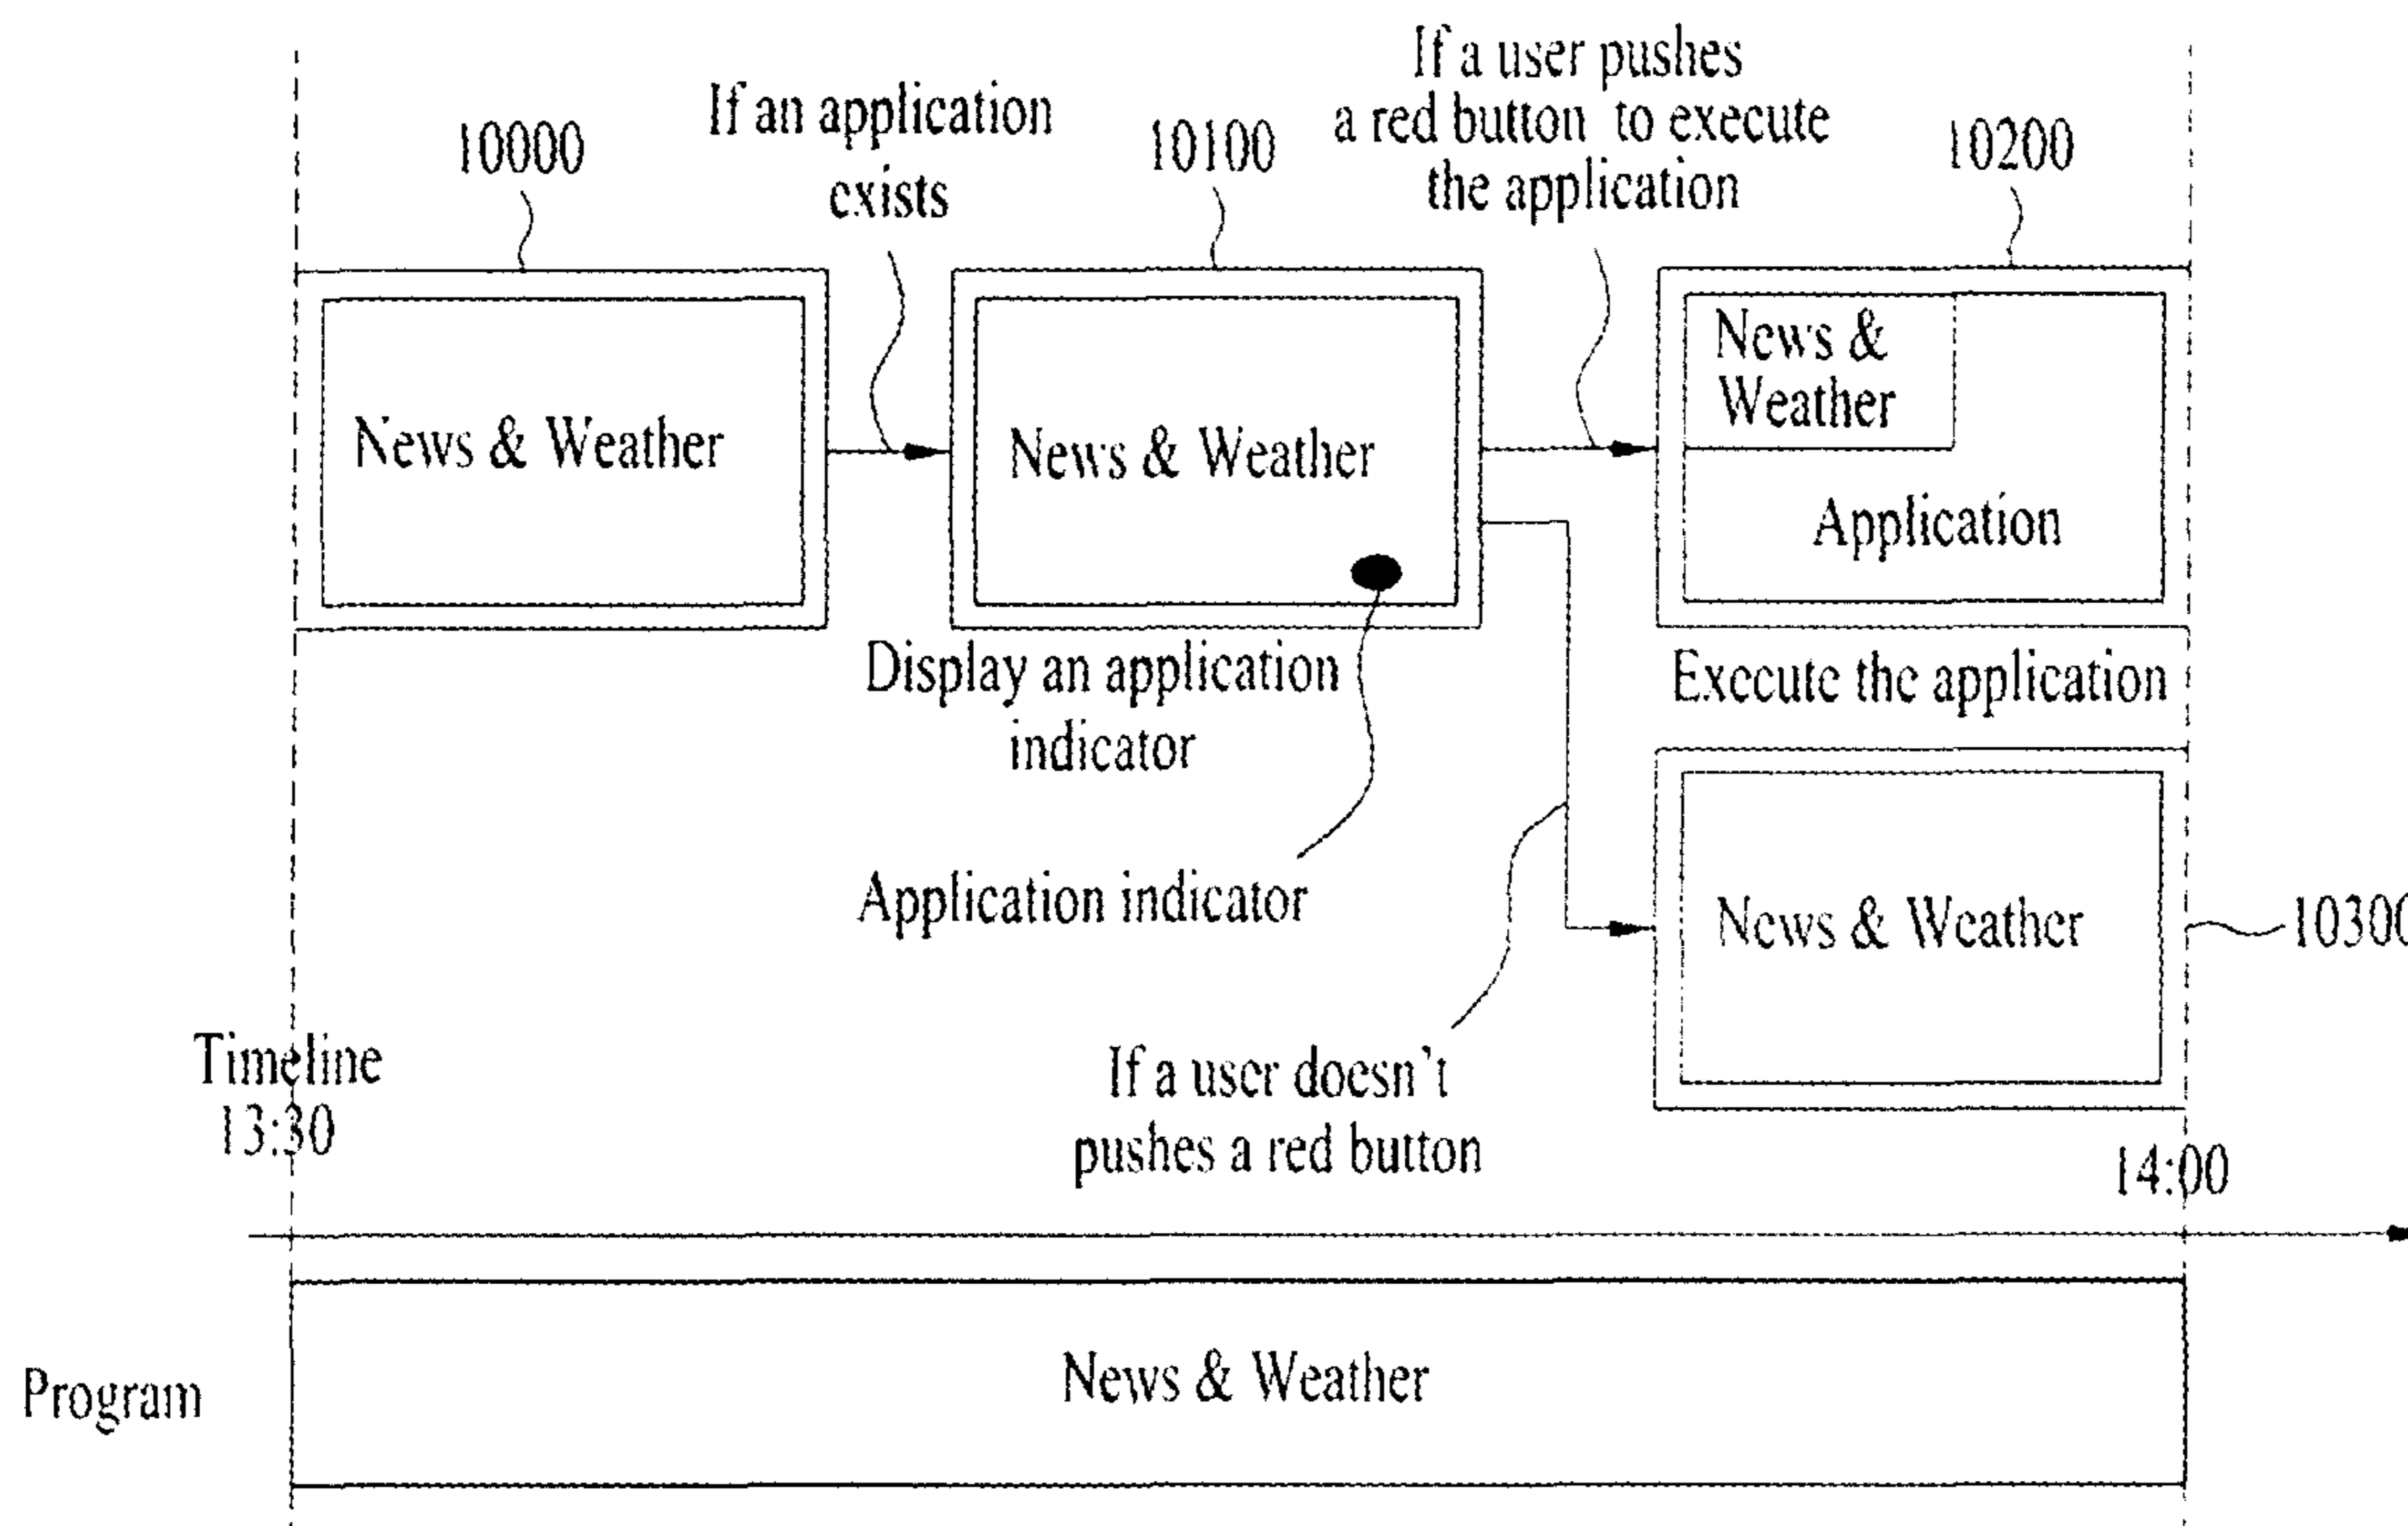 10000
If an application
exists
10100
If a user pushes
a red button to execute
the application
10200
News & Weather
News & Weather
News &
Weather
Application
Display an application
indicator
Execute the application
Application indicator
News & Weather
10300
Timeline
13:30
If a user doesn't
pushes a red button
14:00
Program
News & Weather